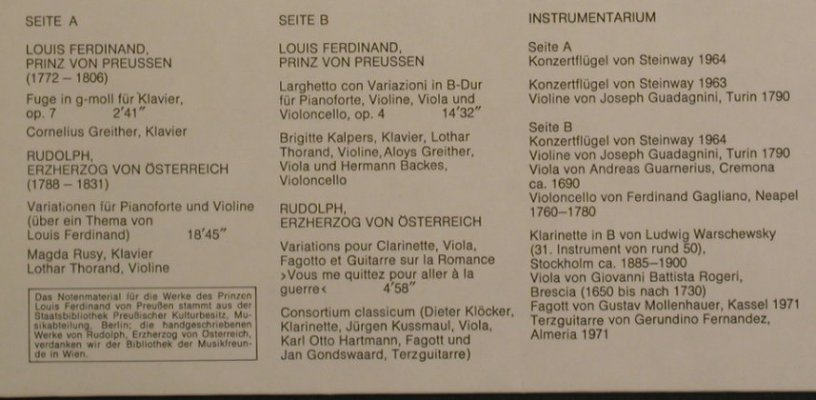 SEITE A
LOUIS FERDINAND,
PRINZ VON PREUSSEN
(1772 – 1806)
Fuge in g-moll für Klavier,
op. 7 2′41″
Cornelius Greither, Klavier
RUDOLPH,
ERZHERZOG VON ÖSTERREICH
(1788 – 1831)
Variationen für Pianoforte und Violine
(über ein Thema von
Louis Ferdinand) 18′45″
Magda Rusy, Klavier
Lothar Thorand, Violine
Das Notenmaterial für die Werke des Prinzen
Louis Ferdinand von Preußen stammt aus der
Staatsbibliothek Preußischer Kulturbesitz, Mu-
sikabteilung, Berlin; die handgeschriebenen
Werke von Rudolph, Erzherzog von Österreich,
verdanken wir der Bibliothek der Musikfreun-
de in Wien.
SEITE B
LOUIS FERDINAND,
PRINZ VON PREUSSEN
Larghetto con Variazioni in B-Dur
für Pianoforte, Violine, Viola und
Violoncello, op. 4 14′32″
Brigitte Kalpers, Klavier, Lothar
Thorand, Violine, Aloys Greither,
Viola und Hermann Backes,
Violoncello
RUDOLPH,
ERZHERZOG VON ÖSTERREICH
Variations pour Clarinette, Viola,
Fagotto et Guitarre sur la Romance
›Vous me quittez pour aller à la
guerre‹ 4′58″
Consortium classicum (Dieter Klöcker,
Klarinette, Jürgen Kussmaul, Viola,
Karl Otto Hartmann, Fagott und
Jan Gondswaard, Terzguitarre)
INSTRUMENTARIUM
Seite A
Konzertflügel von Steinway 1964
Konzertflügel von Steinway 1963
Violine von Joseph Guadagnini, Turin 1790
Seite B
Konzertflügel von Steinway 1964
Violine von Joseph Guadagnini, Turin 1790
Viola von Andreas Guarnerius, Cremona
ca. 1690
Violoncello von Ferdinand Gagliano, Neapel
1760–1780
Klarinette in B von Ludwig Warschewsky
(31. Instrument von rund 50),
Stockholm ca. 1885–1900
Viola von Giovanni Battista Rogeri,
Brescia (1650 bis nach 1730)
Fagott von Gustav Mollenhauer, Kassel 1971
Terzguitarre von Gerundino Fernandez,
Almeria 1971